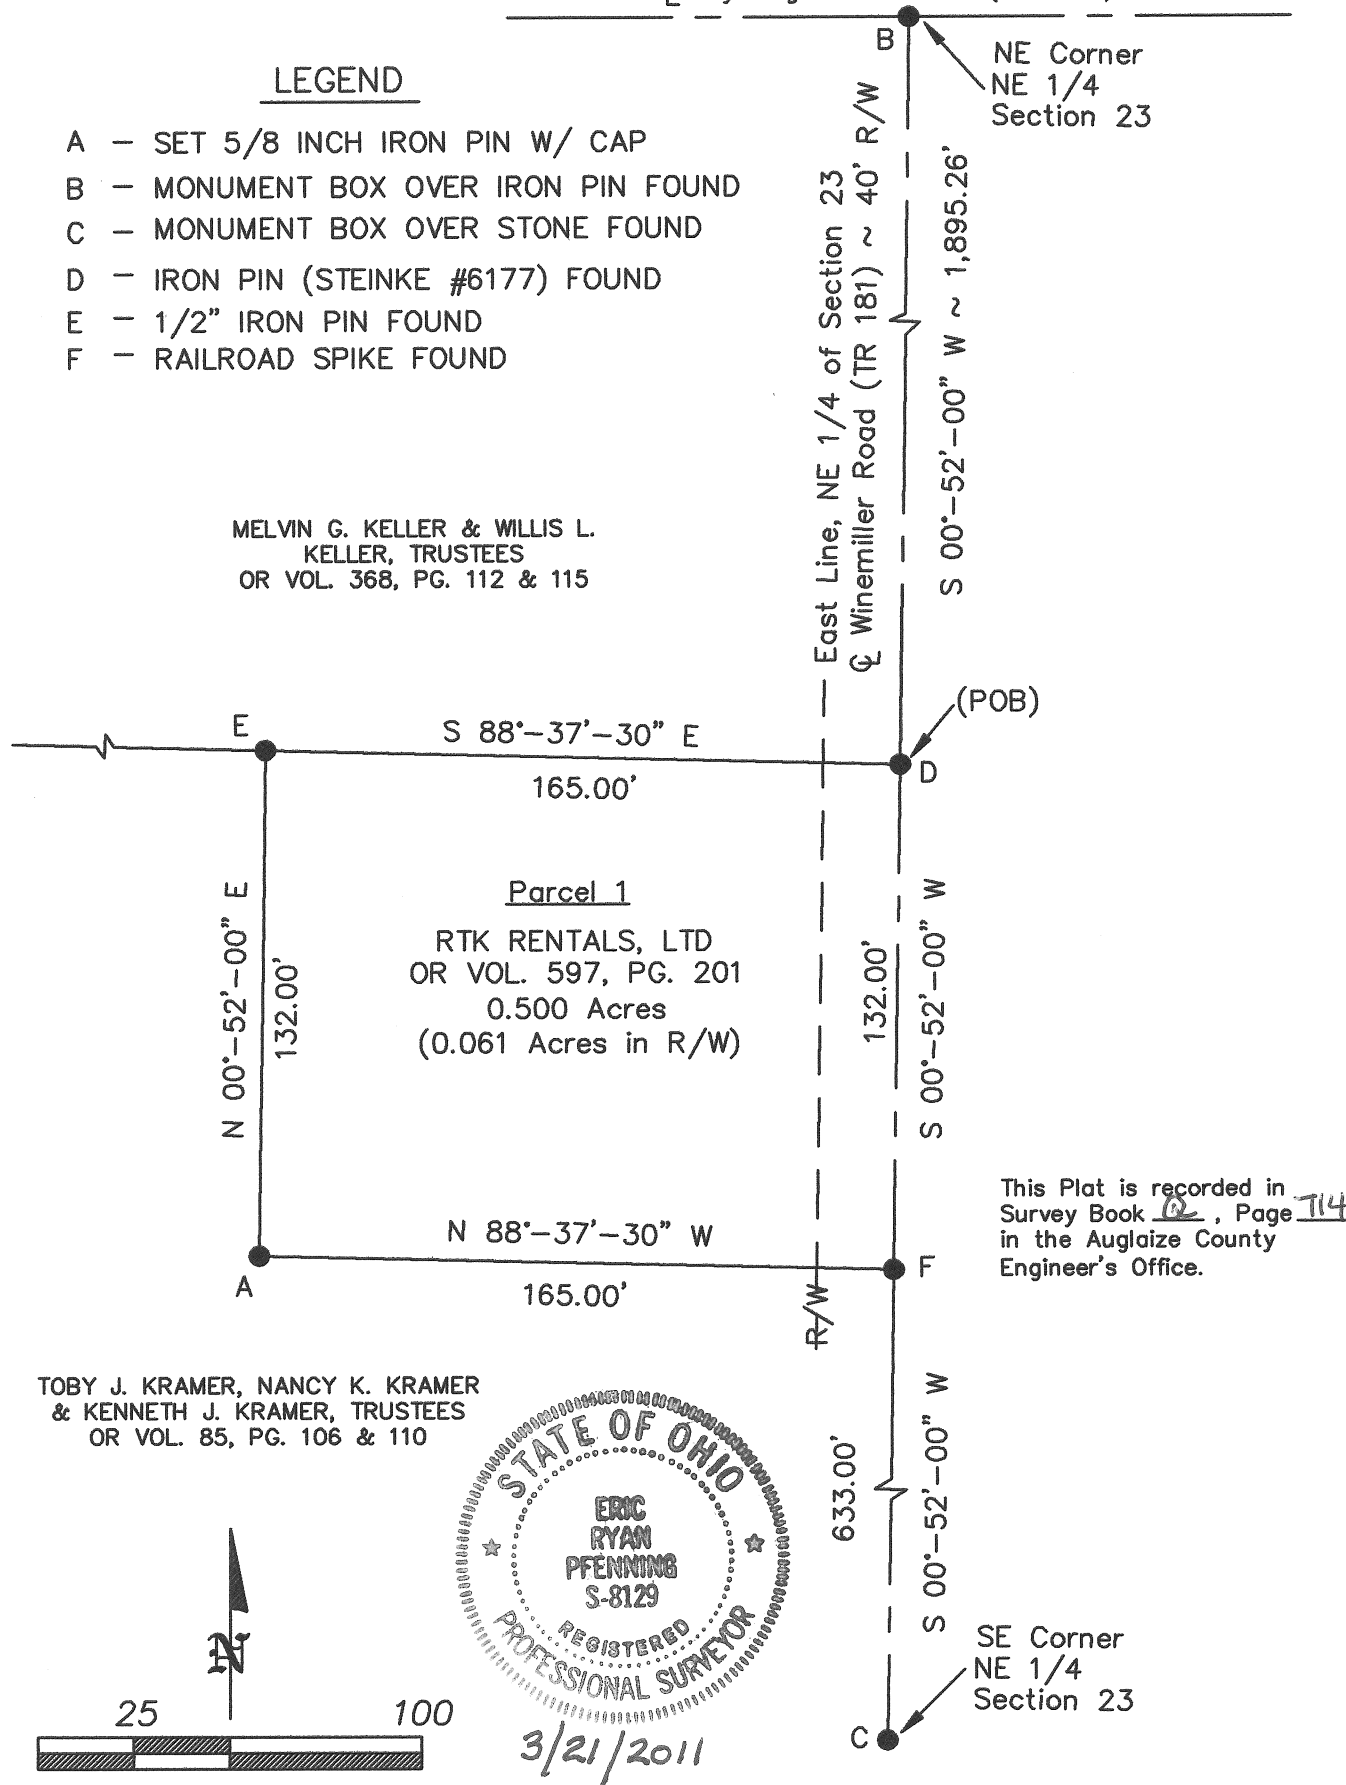 B
NE Corner
NE 1/4
Section 23
LEGEND
A – SET 5/8 INCH IRON PIN W/ CAP
B – MONUMENT BOX OVER IRON PIN FOUND
C – MONUMENT BOX OVER STONE FOUND
D – IRON PIN (STEINKE #6177) FOUND
E – 1/2" IRON PIN FOUND
F – RAILROAD SPIKE FOUND
East Line, NE 1/4 of Section 23
℄ Winemiller Road (TR 181) ~ 40' R/W
S 00°–52'–00" W ~ 1,895.26'
MELVIN G. KELLER & WILLIS L.
KELLER, TRUSTEES
OR VOL. 368, PG. 112 & 115
(POB)
E
S 88°–37'–30" E
165.00'
D
N 00°–52'–00" E
132.00'
Parcel 1
RTK RENTALS, LTD
OR VOL. 597, PG. 201
0.500 Acres
(0.061 Acres in R/W)
132.00'
S 00°–52'–00" W
This Plat is recorded in
Survey Book Q, Page 714
in the Auglaize County
Engineer's Office.
N 88°–37'–30" W
165.00'
A
F
R/W
TOBY J. KRAMER, NANCY K. KRAMER
& KENNETH J. KRAMER, TRUSTEES
OR VOL. 85, PG. 106 & 110
STATE OF OHIO
ERIC
RYAN
PFENNING
S-8129
REGISTERED
PROFESSIONAL SURVEYOR
3/21/2011
633.00'
S 00°–52'–00" W
SE Corner
NE 1/4
Section 23
C
N
25 100